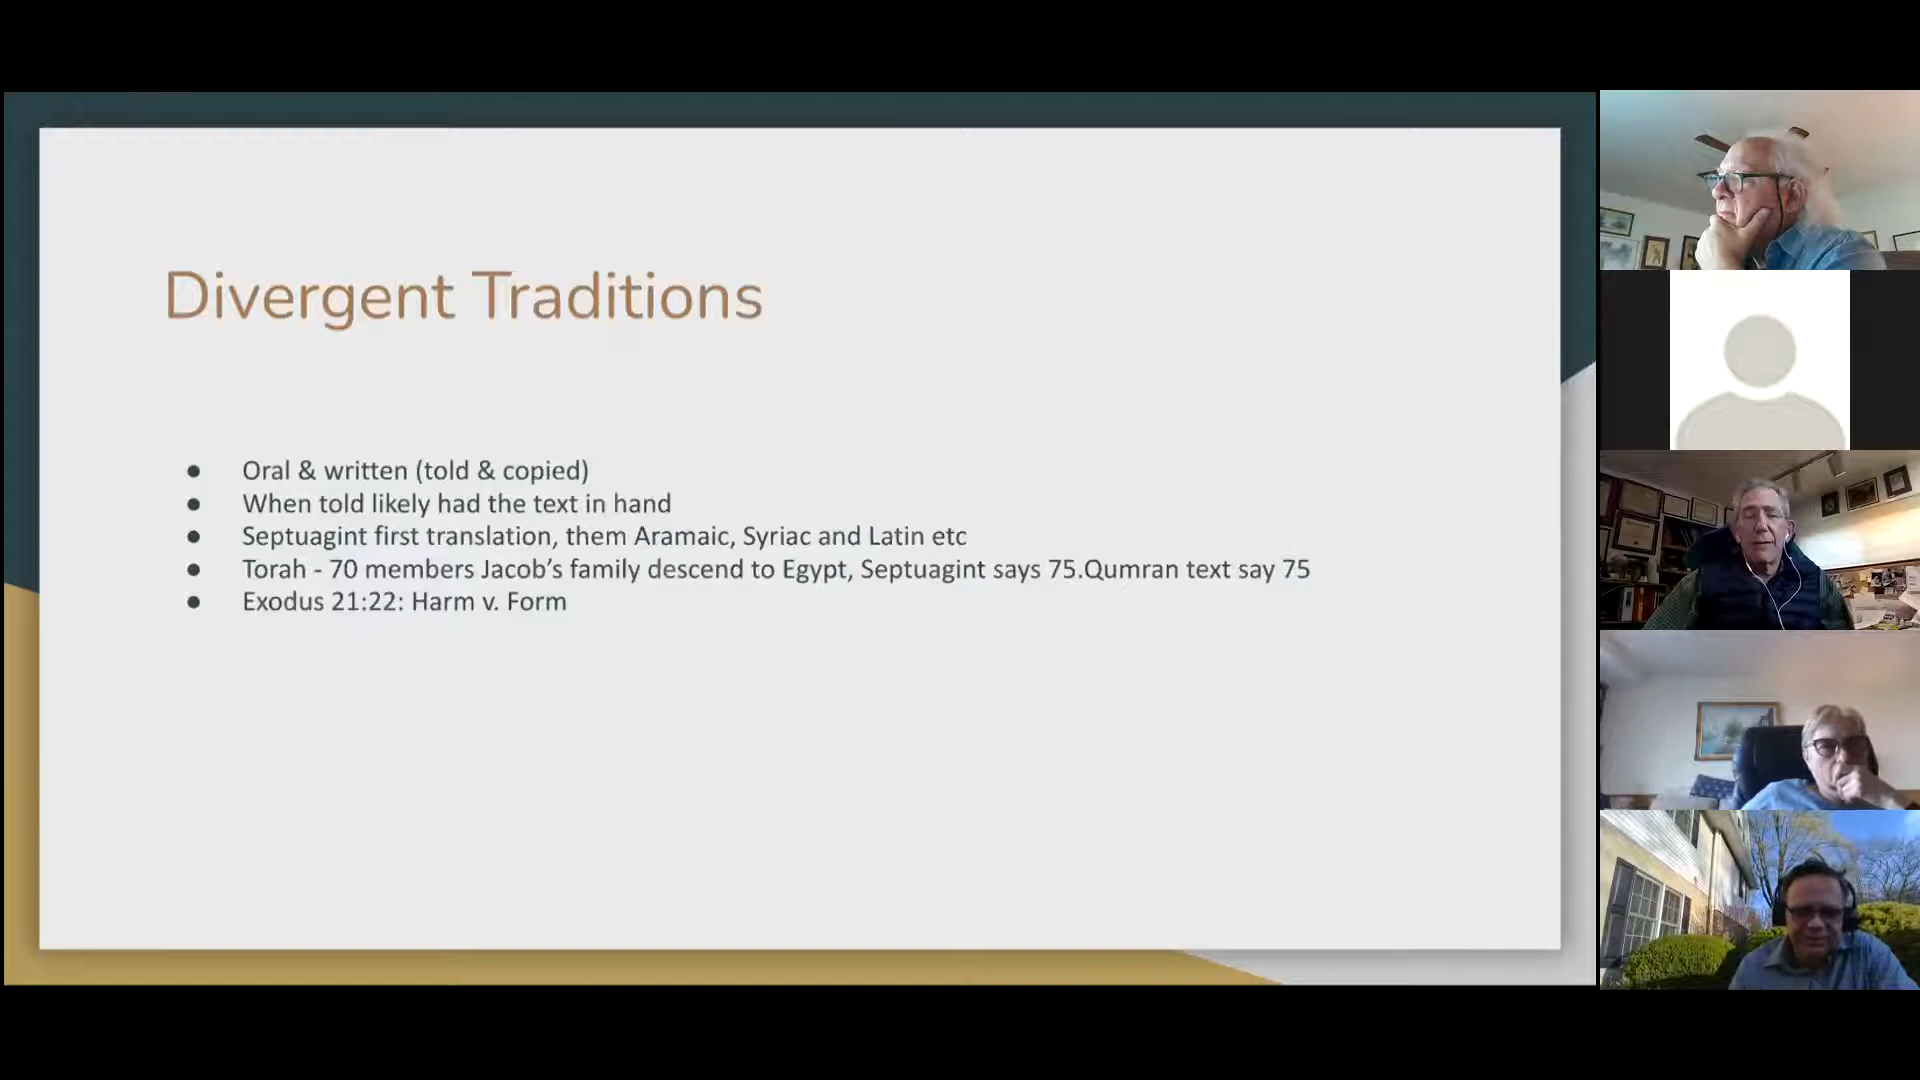 Divergent Traditions
● Oral & written (told & copied)
● When told likely had the text in hand
● Septuagint first translation, them Aramaic, Syriac and Latin etc
● Torah - 70 members Jacob’s family descend to Egypt, Septuagint says 75.Qumran text say 75
● Exodus 21:22: Harm v. Form